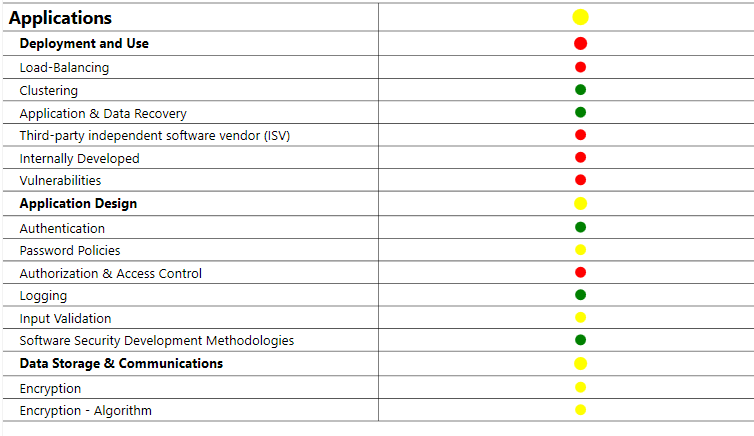 Applications
Deployment and Use
Load-Balancing
Clustering
Application & Data Recovery
Third-party independent software vendor (ISV)
Internally Developed
Vulnerabilities
Application Design
Authentication
Password Policies
Authorization & Access Control
Logging
Input Validation
Software Security Development Methodologies
Data Storage & Communications
Encryption
Encryption - Algorithm